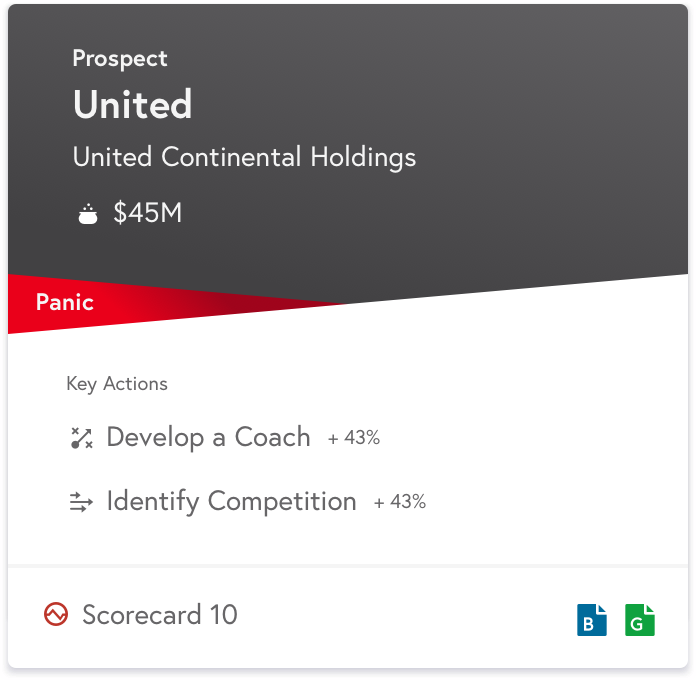 Prospect
United
United Continental Holdings
$45M
Panic
Key Actions
Develop a Coach + 43%
Identify Competition + 43%
Scorecard 10
B G